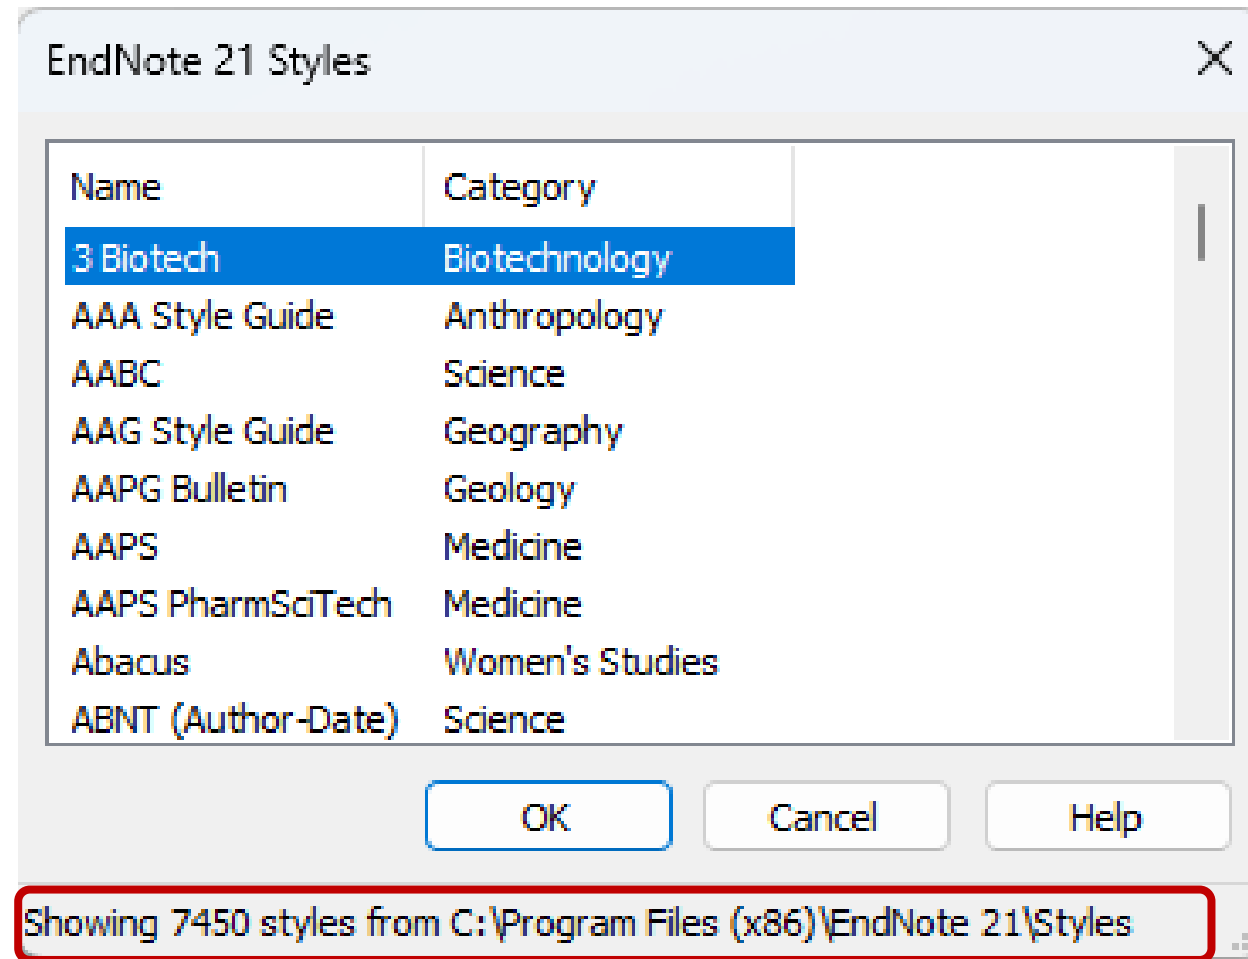 EndNote 21 Styles
Name Category
3 Biotech Biotechnology
AAA Style Guide Anthropology
AABC Science
AAG Style Guide Geography
AAPG Bulletin Geology
AAPS Medicine
AAPS PharmSciTech Medicine
Abacus Women's Studies
ABNT (Author-Date) Science
OK Cancel Help
Showing 7450 styles from C:\Program Files (x86)\EndNote 21\Styles